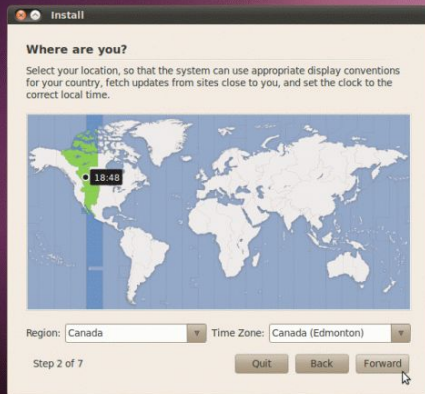 Install
Where are you?
Select your location, so that the system can use appropriate display conventions
for your country, fetch updates from sites close to you, and set the clock to the
correct local time.
18:48
Region: Canada Time Zone: Canada (Edmonton)
Step 2 of 7 Quit Back Forward